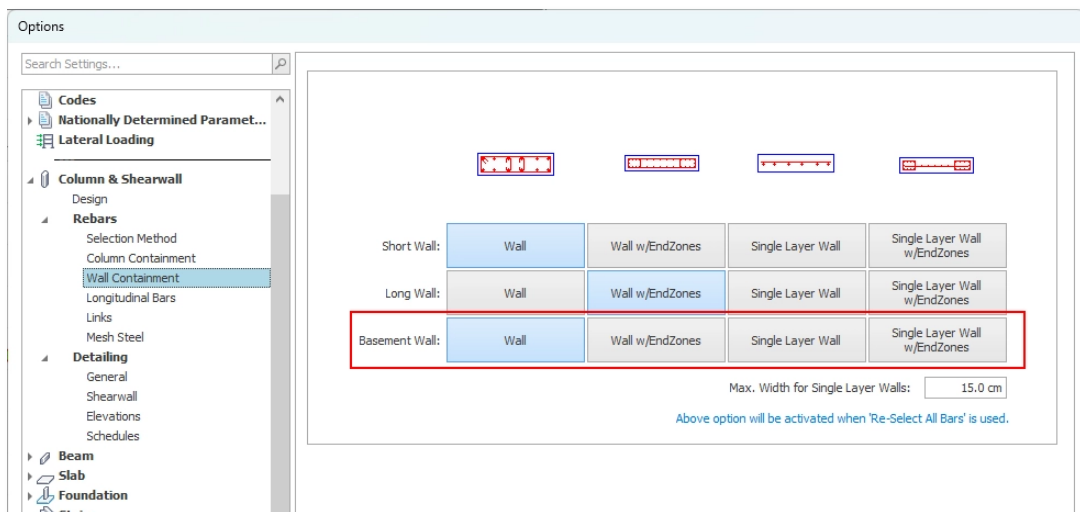 Options
Search Settings...
Codes
Nationally Determined Paramet...
Lateral Loading
Column & Shearwall
Design
Rebars
Selection Method
Column Containment
Wall Containment
Longitudinal Bars
Links
Mesh Steel
Detailing
General
Shearwall
Elevations
Schedules
Beam
Slab
Foundation
Short Wall: Wall Wall w/EndZones Single Layer Wall Single Layer Wall w/EndZones
Long Wall: Wall Wall w/EndZones Single Layer Wall Single Layer Wall w/EndZones
Basement Wall: Wall Wall w/EndZones Single Layer Wall Single Layer Wall w/EndZones
Max. Width for Single Layer Walls: 15.0 cm
Above option will be activated when 'Re-Select All Bars' is used.